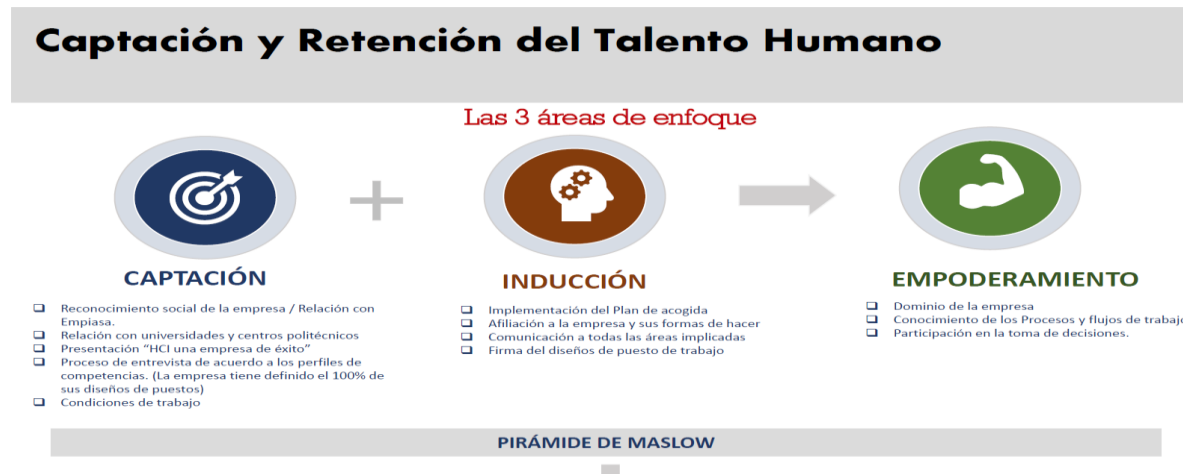 Captación y Retención del Talento Humano
Las 3 áreas de enfoque
CAPTACIÓN
❑ Reconocimiento social de la empresa / Relación con
Empiasa.
❑ Relación con universidades y centros politécnicos
❑ Presentación “HCI una empresa de éxito”
❑ Proceso de entrevista de acuerdo a los perfiles de
competencias. (La empresa tiene definido el 100% de
sus diseños de puestos)
❑ Condiciones de trabajo
INDUCCIÓN
❑ Implementación del Plan de acogida
❑ Afiliación a la empresa y sus formas de hacer
❑ Comunicación a todas las áreas implicadas
❑ Firma del diseños de puesto de trabajo
EMPODERAMIENTO
❑ Dominio de la empresa
❑ Conocimiento de los Procesos y flujos de trabajo
❑ Participación en la toma de decisiones.
PIRÁMIDE DE MASLOW